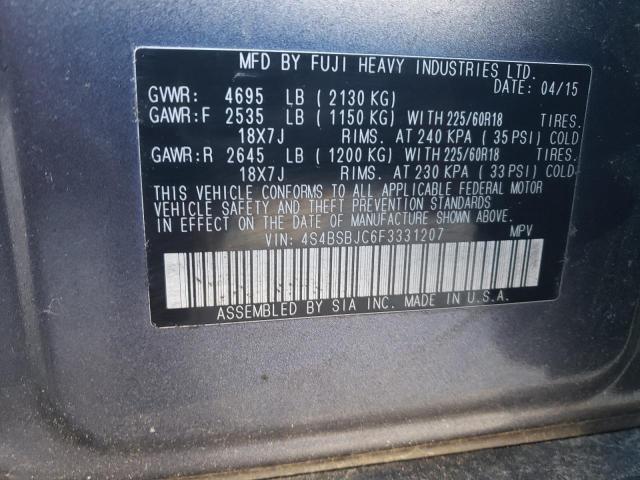 MFD BY FUJI HEAVY INDUSTRIES LTD.
DATE: 04/15
GVWR: 4695 LB (2130 KG)
GAWR:F 2535 LB (1150 KG) WITH 225/60R18 TIRES.
18X7J RIMS. AT 240 KPA (35 PSI) COLD
GAWR:R 2645 LB (1200 KG) WITH 225/60R18 TIRES.
18X7J RIMS. AT 230 KPA (33 PSI) COLD
THIS VEHICLE CONFORMS TO ALL APPLICABLE FEDERAL MOTOR
VEHICLE SAFETY AND THEFT PREVENTION STANDARDS
IN EFFECT ON THE DATE OF MANUFACTURE SHOWN ABOVE.
VIN: 4S4BSBJC6F3331207 MPV
ASSEMBLED BY SIA INC. MADE IN U.S.A.